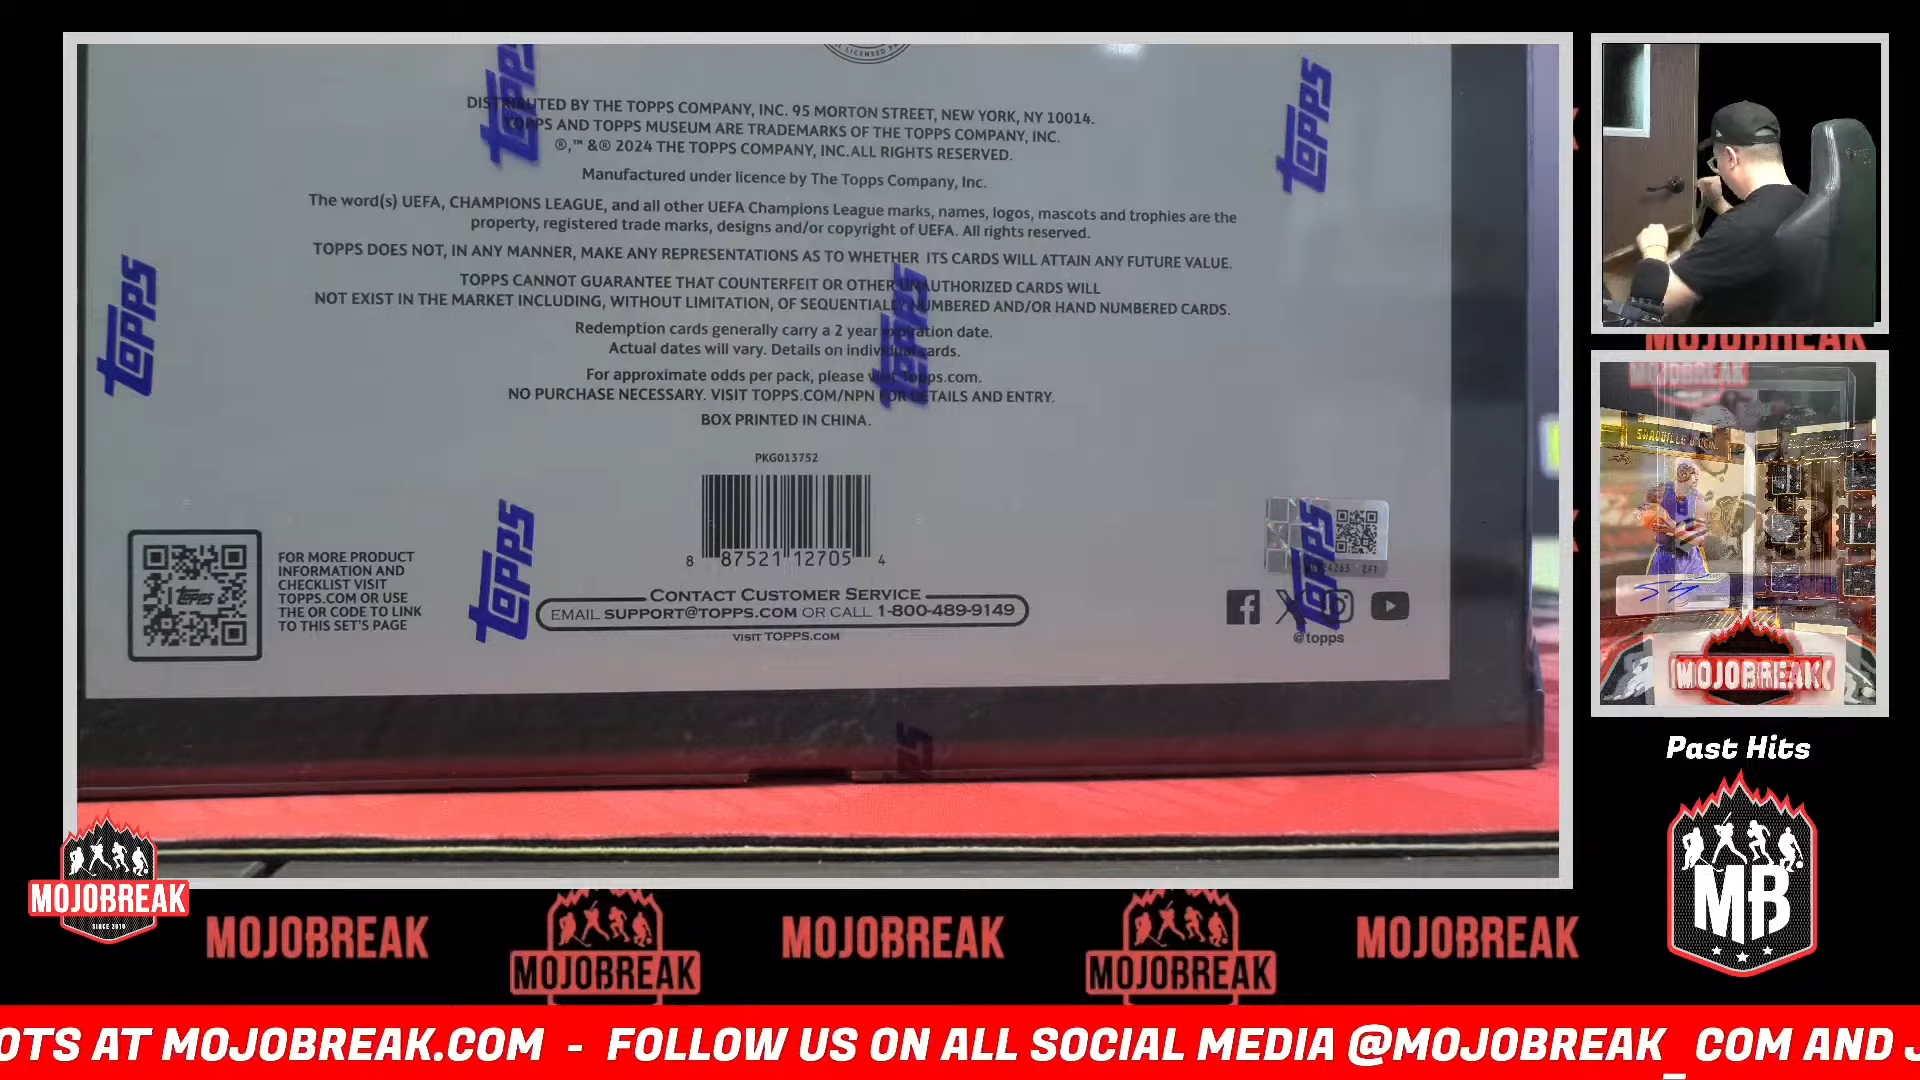 LICENSED
DISTRIBUTED BY THE TOPPS COMPANY, INC. 95 MORTON STREET, NEW YORK, NY 10014.
TOPPS AND TOPPS MUSEUM ARE TRADEMARKS OF THE TOPPS COMPANY, INC.
®,™ &® 2024 THE TOPPS COMPANY, INC.ALL RIGHTS RESERVED.
Manufactured under licence by The Topps Company, Inc.
The word(s) UEFA, CHAMPIONS LEAGUE, and all other UEFA Champions League marks, names, logos, mascots and trophies are the
property, registered trade marks, designs and/or copyright of UEFA. All rights reserved.
TOPPS DOES NOT, IN ANY MANNER, MAKE ANY REPRESENTATIONS AS TO WHETHER ITS CARDS WILL ATTAIN ANY FUTURE VALUE.
TOPPS CANNOT GUARANTEE THAT COUNTERFEIT OR OTHER UNAUTHORIZED CARDS WILL
NOT EXIST IN THE MARKET INCLUDING, WITHOUT LIMITATION, OF SEQUENTIALLY NUMBERED AND/OR HAND NUMBERED CARDS.
Redemption cards generally carry a 2 year expiration date.
Actual dates will vary. Details on individual cards.
For approximate odds per pack, please visit Topps.com.
NO PURCHASE NECESSARY. VISIT TOPPS.COM/NPN FOR DETAILS AND ENTRY.
BOX PRINTED IN CHINA.
PKG013752
8 87521 12705 4
FOR MORE PRODUCT
INFORMATION AND
CHECKLIST VISIT
TOPPS.COM OR USE
THE QR CODE TO LINK
TO THIS SET'S PAGE
topps
CONTACT CUSTOMER SERVICE
EMAIL SUPPORT@TOPPS.COM OR CALL 1-800-489-9149
VISIT TOPPS.COM
@topps
topps
topps
topps
topps
topps
topps
MOJOBREAK
MOJOBREAK
MOJOBREAK
Past Hits
MB
MOJOBREAK
SINCE 2010
MOJOBREAK
MOJOBREAK
MOJOBREAK
MOJOBREAK
MOJOBREAK
OTS AT MOJOBREAK.COM - FOLLOW US ON ALL SOCIAL MEDIA @MOJOBREAK_COM AND J